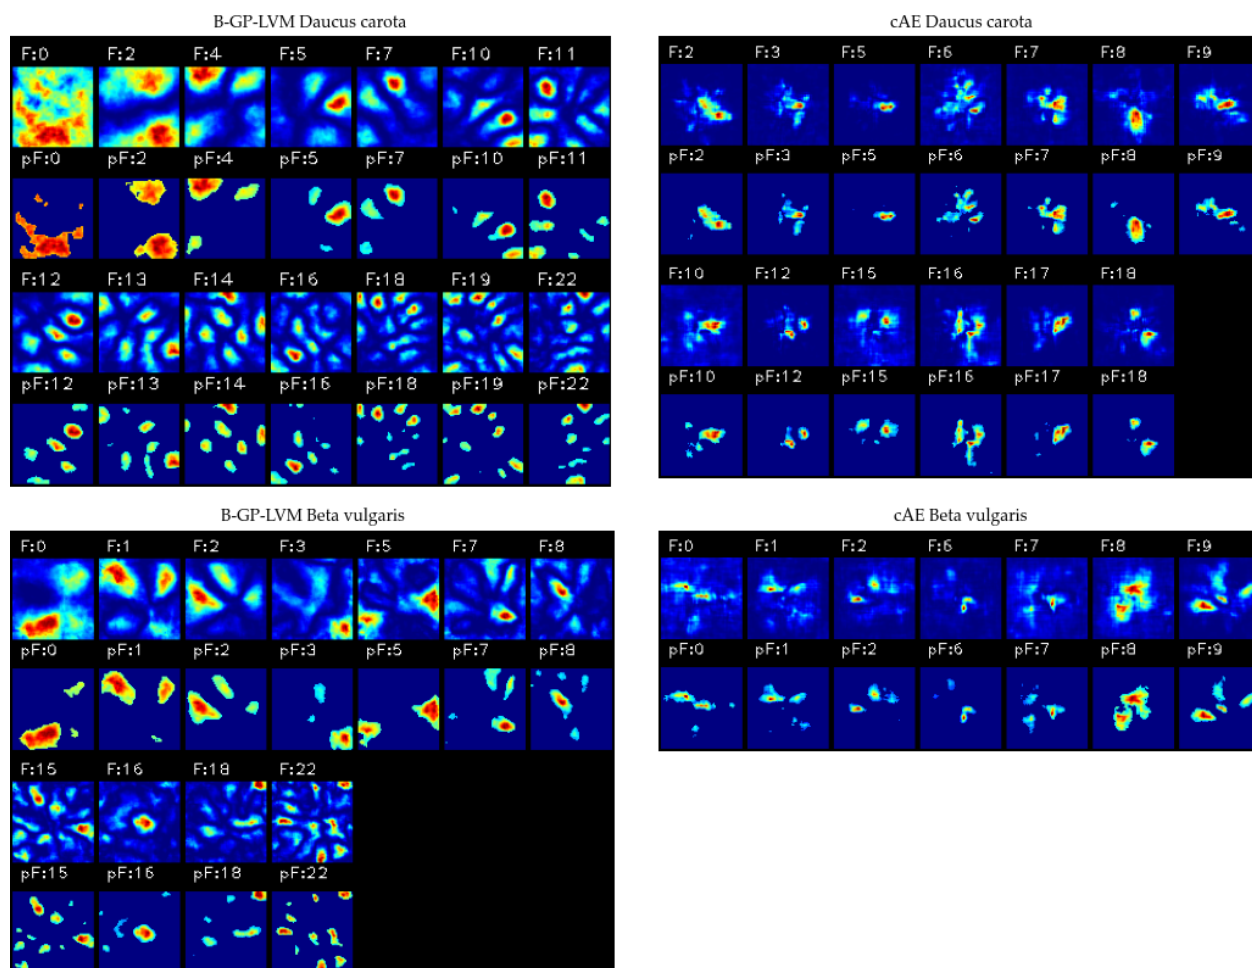 B-GP-LVM Daucus carota
F:0 F:2 F:4 F:5 F:7 F:10 F:11
pF:0 pF:2 pF:4 pF:5 pF:7 pF:10 pF:11
F:12 F:13 F:14 F:16 F:18 F:19 F:22
pF:12 pF:13 pF:14 pF:16 pF:18 pF:19 pF:22
cAE Daucus carota
F:2 F:3 F:5 F:6 F:7 F:8 F:9
pF:2 pF:3 pF:5 pF:6 pF:7 pF:8 pF:9
F:10 F:12 F:15 F:16 F:17 F:18
pF:10 pF:12 pF:15 pF:16 pF:17 pF:18
B-GP-LVM Beta vulgaris
F:0 F:1 F:2 F:3 F:5 F:7 F:8
pF:0 pF:1 pF:2 pF:3 pF:5 pF:7 pF:8
F:15 F:16 F:18 F:22
pF:15 pF:16 pF:18 pF:22
cAE Beta vulgaris
F:0 F:1 F:2 F:6 F:7 F:8 F:9
pF:0 pF:1 pF:2 pF:6 pF:7 pF:8 pF:9